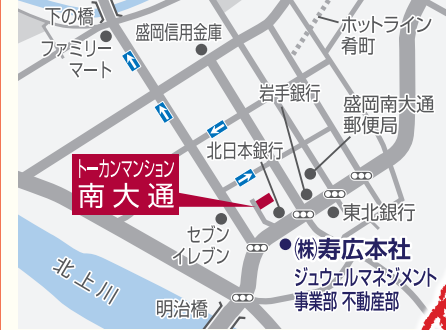 下の橋
盛岡信用金庫
ホットライン
肴町
ファミリー
マート
岩手銀行
盛岡南大通
郵便局
北日本銀行
トーカンマンション
南大通
東北銀行
セブン
イレブン
㈱寿広本社
ジュウェルマネジメント
事業部 不動産部
北上川
明治橋